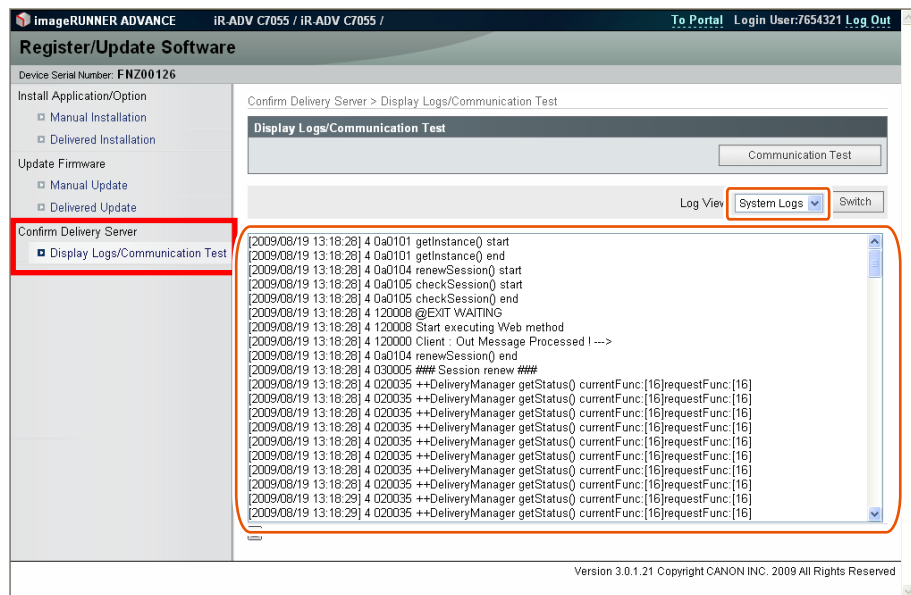 imageRUNNER ADVANCE iR-ADV C7055 / iR-ADV C7055 / To Portal Login User:7654321 Log Out
Register/Update Software
Device Serial Number: FNZ00126
Install Application/Option
Manual Installation
Delivered Installation
Update Firmware
Manual Update
Delivered Update
Confirm Delivery Server
Display Logs/Communication Test
Confirm Delivery Server > Display Logs/Communication Test
Display Logs/Communication Test
Communication Test
Log View System Logs Switch
[2009/08/19 13:18:28] 4 0a0101 getInstance() start
[2009/08/19 13:18:28] 4 0a0101 getInstance() end
[2009/08/19 13:18:28] 4 0a0104 renewSession() start
[2009/08/19 13:18:28] 4 0a0105 checkSession() start
[2009/08/19 13:18:28] 4 0a0105 checkSession() end
[2009/08/19 13:18:28] 4 120008 @EXIT WAITING
[2009/08/19 13:18:28] 4 120008 Start executing Web method
[2009/08/19 13:18:28] 4 120000 Client : Out Message Processed ! --->
[2009/08/19 13:18:28] 4 0a0104 renewSession() end
[2009/08/19 13:18:28] 4 030005 ### Session renew ###
[2009/08/19 13:18:28] 4 020035 ++DeliveryManager getStatus() currentFunc:[16]requestFunc:[16]
[2009/08/19 13:18:28] 4 020035 ++DeliveryManager getStatus() currentFunc:[16]requestFunc:[16]
[2009/08/19 13:18:28] 4 020035 ++DeliveryManager getStatus() currentFunc:[16]requestFunc:[16]
[2009/08/19 13:18:28] 4 020035 ++DeliveryManager getStatus() currentFunc:[16]requestFunc:[16]
[2009/08/19 13:18:28] 4 020035 ++DeliveryManager getStatus() currentFunc:[16]requestFunc:[16]
[2009/08/19 13:18:28] 4 020035 ++DeliveryManager getStatus() currentFunc:[16]requestFunc:[16]
[2009/08/19 13:18:28] 4 020035 ++DeliveryManager getStatus() currentFunc:[16]requestFunc:[16]
[2009/08/19 13:18:28] 4 020035 ++DeliveryManager getStatus() currentFunc:[16]requestFunc:[16]
[2009/08/19 13:18:29] 4 020035 ++DeliveryManager getStatus() currentFunc:[16]requestFunc:[16]
[2009/08/19 13:18:29] 4 020035 ++DeliveryManager getStatus() currentFunc:[16]requestFunc:[16]
Version 3.0.1.21 Copyright CANON INC. 2009 All Rights Reserved